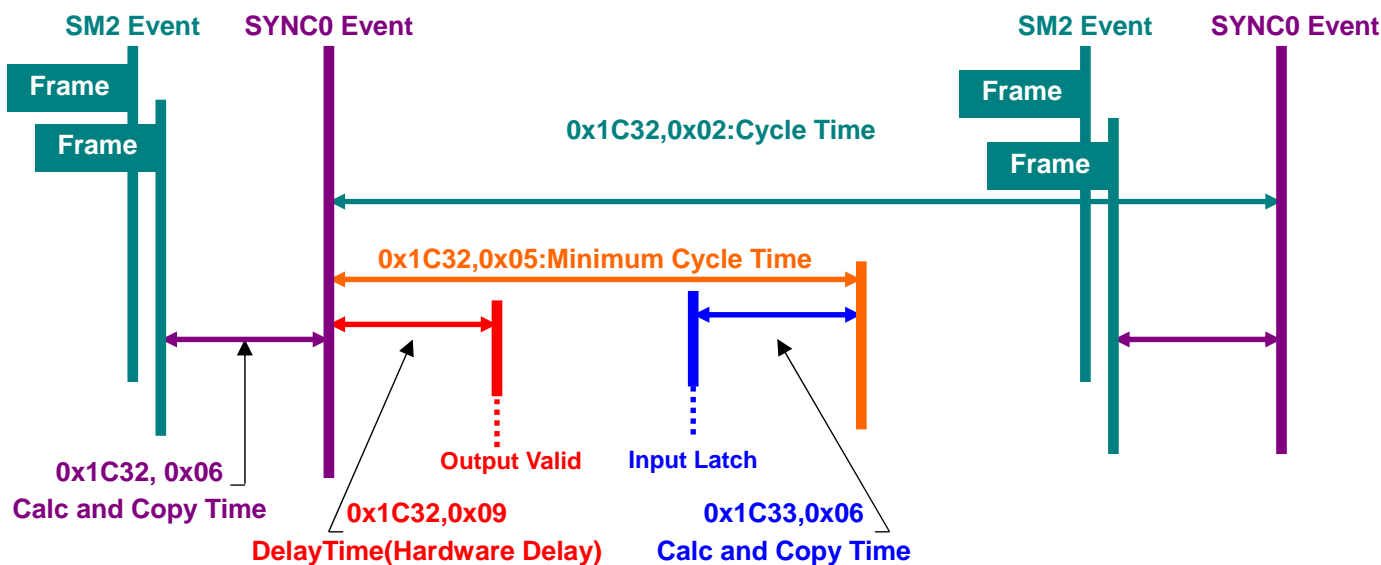 SM2 Event
SYNC0 Event
SM2 Event
SYNC0 Event
Frame
Frame
Frame
Frame
0x1C32,0x02:Cycle Time
0x1C32,0x05:Minimum Cycle Time
Output Valid
Input Latch
0x1C32, 0x06
Calc and Copy Time
0x1C32,0x09
DelayTime(Hardware Delay)
0x1C33,0x06
Calc and Copy Time